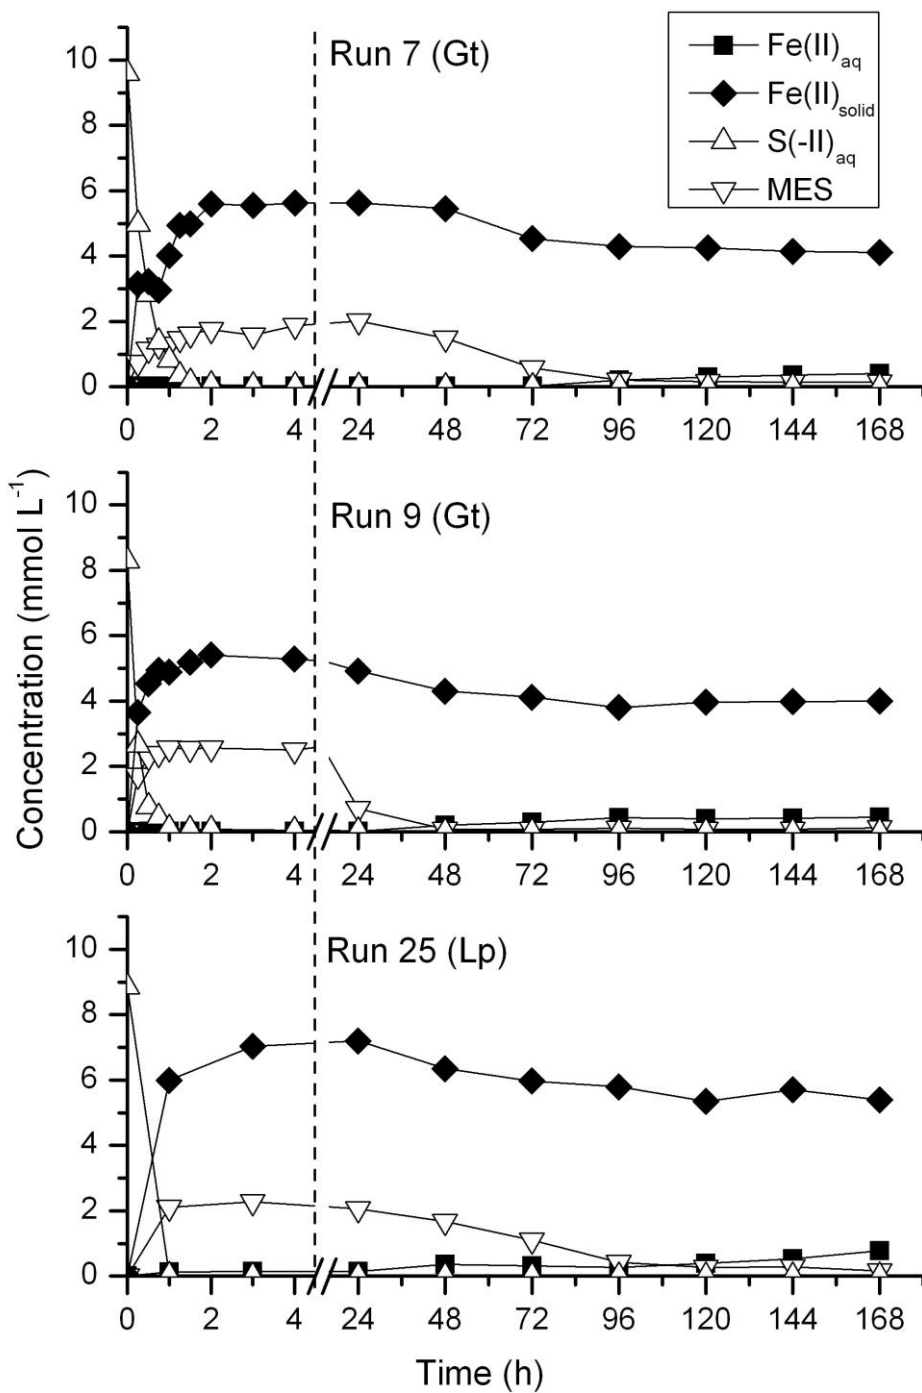 Run 7 (Gt)
Fe(II)aq
Fe(II)solid
S(-II)aq
MES
10
8
6
4
2
0
0 2 4 24 48 72 96 120 144 168
Run 9 (Gt)
10
8
6
4
2
0
0 2 4 24 48 72 96 120 144 168
Concentration (mmol L-1)
Run 25 (Lp)
10
8
6
4
2
0
0 2 4 24 48 72 96 120 144 168
Time (h)